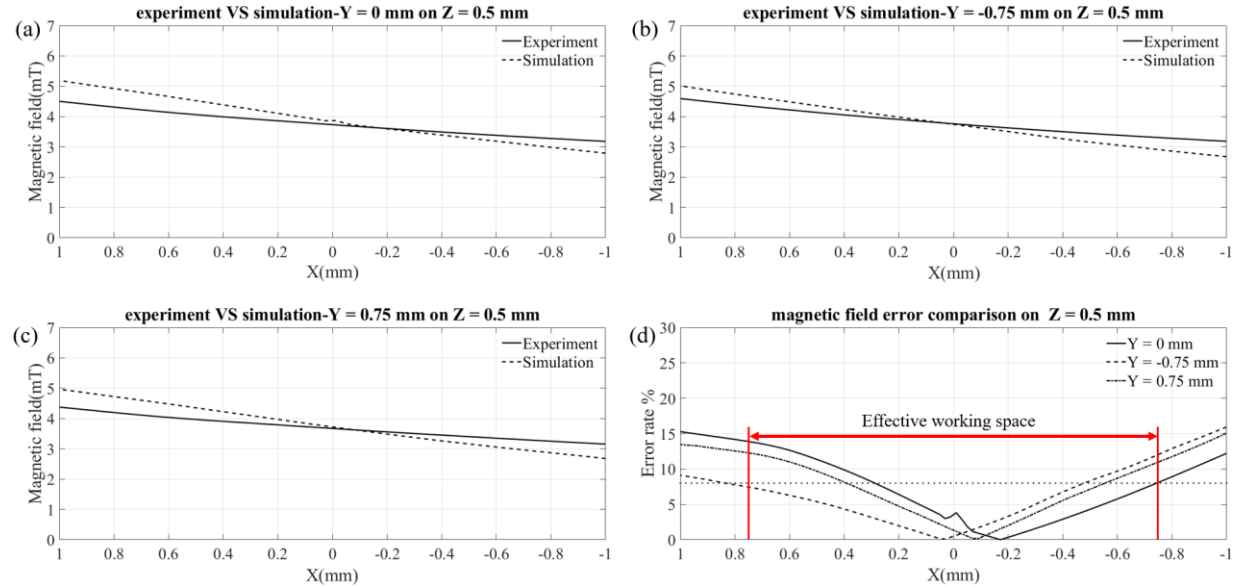 experiment VS simulation-Y = 0 mm on Z = 0.5 mm
(a)
Experiment
Simulation
7
6
5
4
3
2
1
0
Magnetic field(mT)
1 0.8 0.6 0.4 0.2 0 -0.2 -0.4 -0.6 -0.8 -1
X(mm)
experiment VS simulation-Y = -0.75 mm on Z = 0.5 mm
(b)
Experiment
Simulation
7
6
5
4
3
2
1
0
Magnetic field(mT)
1 0.8 0.6 0.4 0.2 0 -0.2 -0.4 -0.6 -0.8 -1
X(mm)
experiment VS simulation-Y = 0.75 mm on Z = 0.5 mm
(c)
Experiment
Simulation
7
6
5
4
3
2
1
0
Magnetic field(mT)
1 0.8 0.6 0.4 0.2 0 -0.2 -0.4 -0.6 -0.8 -1
X(mm)
magnetic field error comparison on Z = 0.5 mm
(d)
Y = 0 mm
Y = -0.75 mm
Y = 0.75 mm
Effective working space
30
25
20
15
10
5
0
Error rate %
1 0.8 0.6 0.4 0.2 0 -0.2 -0.4 -0.6 -0.8 -1
X(mm)